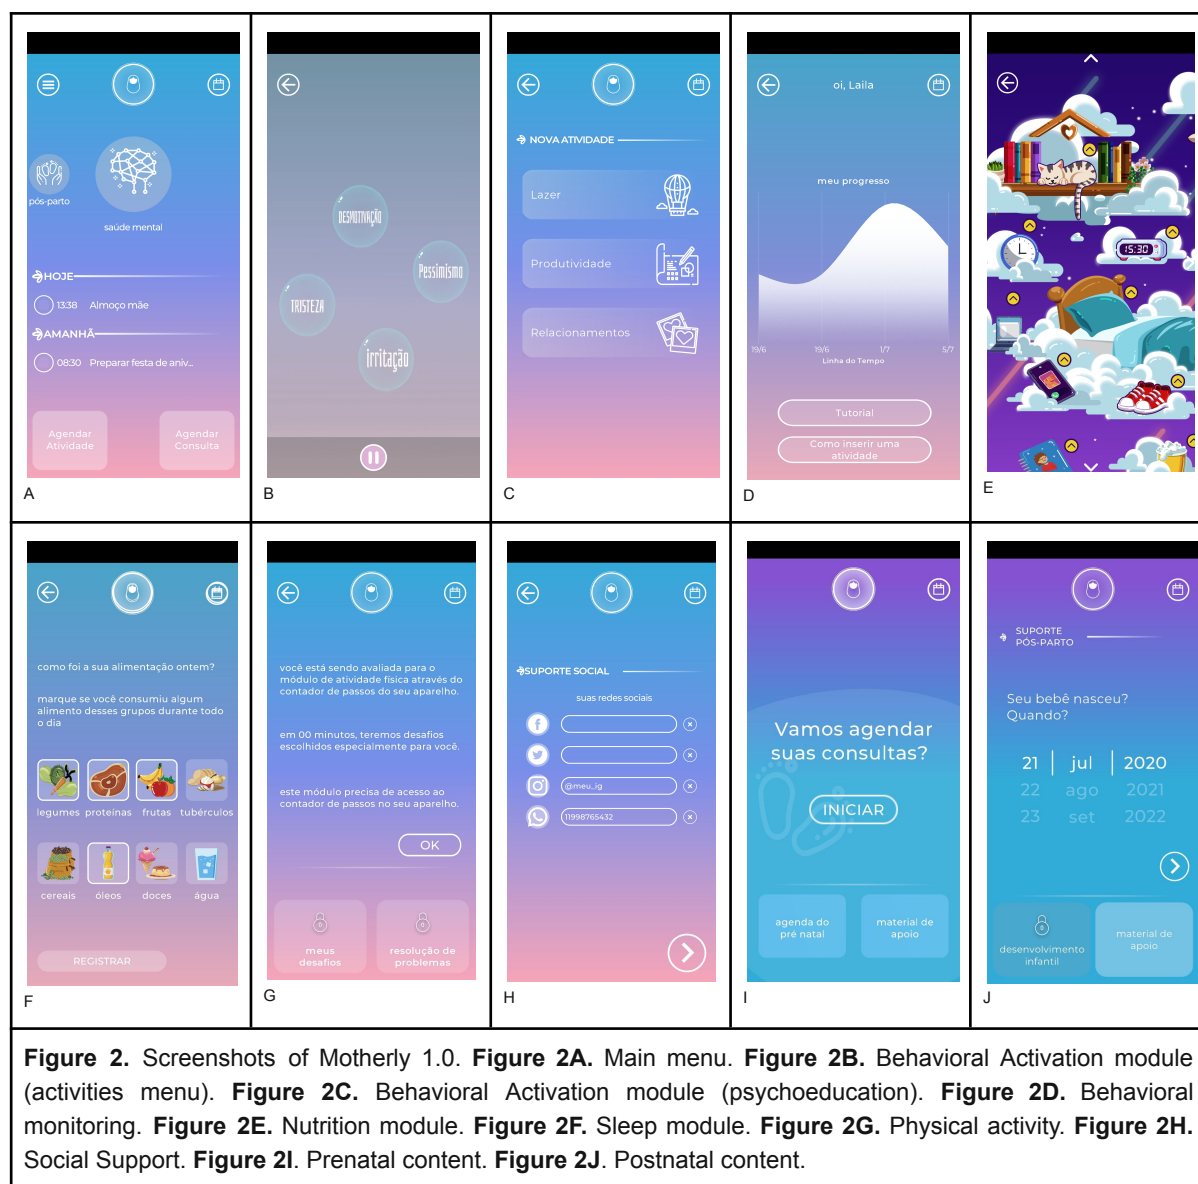 pós-parto
saúde mental
HOJE
13:38 Almoço mãe
AMANHÃ
08:30 Preparar festa de aniv...
Agendar
Atividade
Agendar
Consulta
A
DESMOTIVAÇÃO
Pessimismo
TRISTEZA
irritação
B
NOVA ATIVIDADE
Lazer
Produtividade
Relacionamentos
C
oi, Laila
meu progresso
19/6 19/6 1/7 5/7
Linha do Tempo
Tutorial
Como inserir uma
atividade
D
15:30
E
como foi a sua alimentação ontem?
marque se você consumiu algum
alimento desses grupos durante todo
o dia
legumes proteínas frutas tubérculos
cereais óleos doces água
REGISTRAR
F
você está sendo avaliada para o
módulo de atividade física através do
contador de passos do seu aparelho.
em 00 minutos, teremos desafios
escolhidos especialmente para você.
este módulo precisa de acesso ao
contador de passos no seu aparelho.
OK
meus
desafios
resolução de
problemas
G
SUPORTE SOCIAL
suas redes sociais
@meu_ig
11998765432
H
Vamos agendar
suas consultas?
INICIAR
agenda do
pré natal
material de
apoio
I
SUPORTE
PÓS-PARTO
Seu bebê nasceu?
Quando?
21 jul 2020
22 ago 2021
23 set 2022
desenvolvimento
infantil
material de
apoio
J
Figure 2. Screenshots of Motherly 1.0. Figure 2A. Main menu. Figure 2B. Behavioral Activation module
(activities menu). Figure 2C. Behavioral Activation module (psychoeducation). Figure 2D. Behavioral
monitoring. Figure 2E. Nutrition module. Figure 2F. Sleep module. Figure 2G. Physical activity. Figure 2H.
Social Support. Figure 2I. Prenatal content. Figure 2J. Postnatal content.